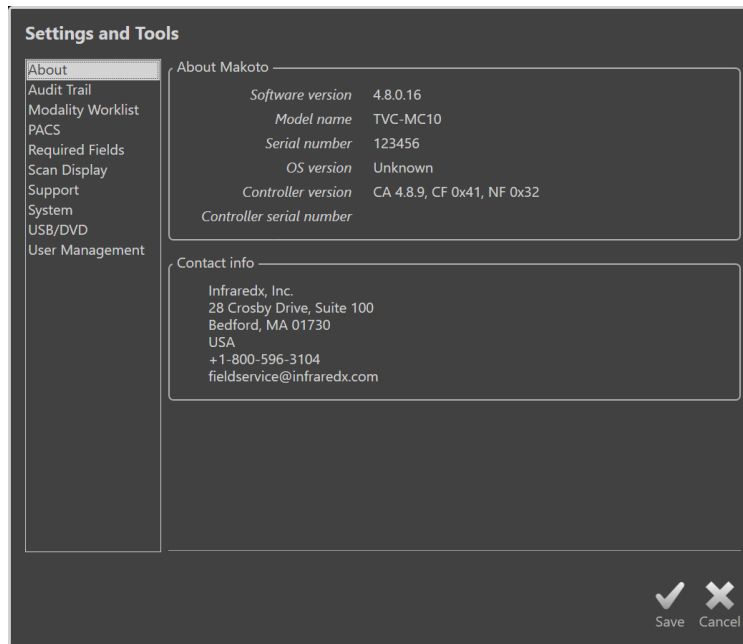 Settings and Tools
About
Audit Trail
Modality Worklist
PACS
Required Fields
Scan Display
Support
System
USB/DVD
User Management
About Makoto
Software version 4.8.0.16
Model name TVC-MC10
Serial number 123456
OS version Unknown
Controller version CA 4.8.9, CF 0x41, NF 0x32
Controller serial number
Contact info
Infraredx, Inc.
28 Crosby Drive, Suite 100
Bedford, MA 01730
USA
+1-800-596-3104
fieldservice@infraredx.com
Save Cancel